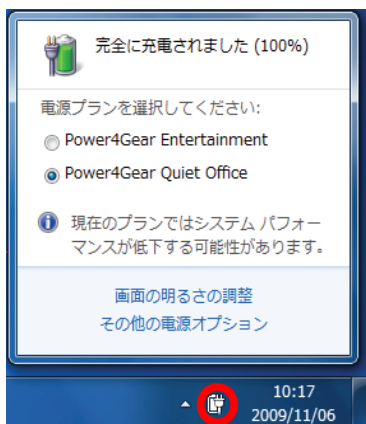 完全に充電されました (100%)
電源プランを選択してください:
Power4Gear Entertainment
Power4Gear Quiet Office
現在のプランではシステム パフォー
マンスが低下する可能性があります。
画面の明るさの調整
その他の電源オプション
10:17
2009/11/06